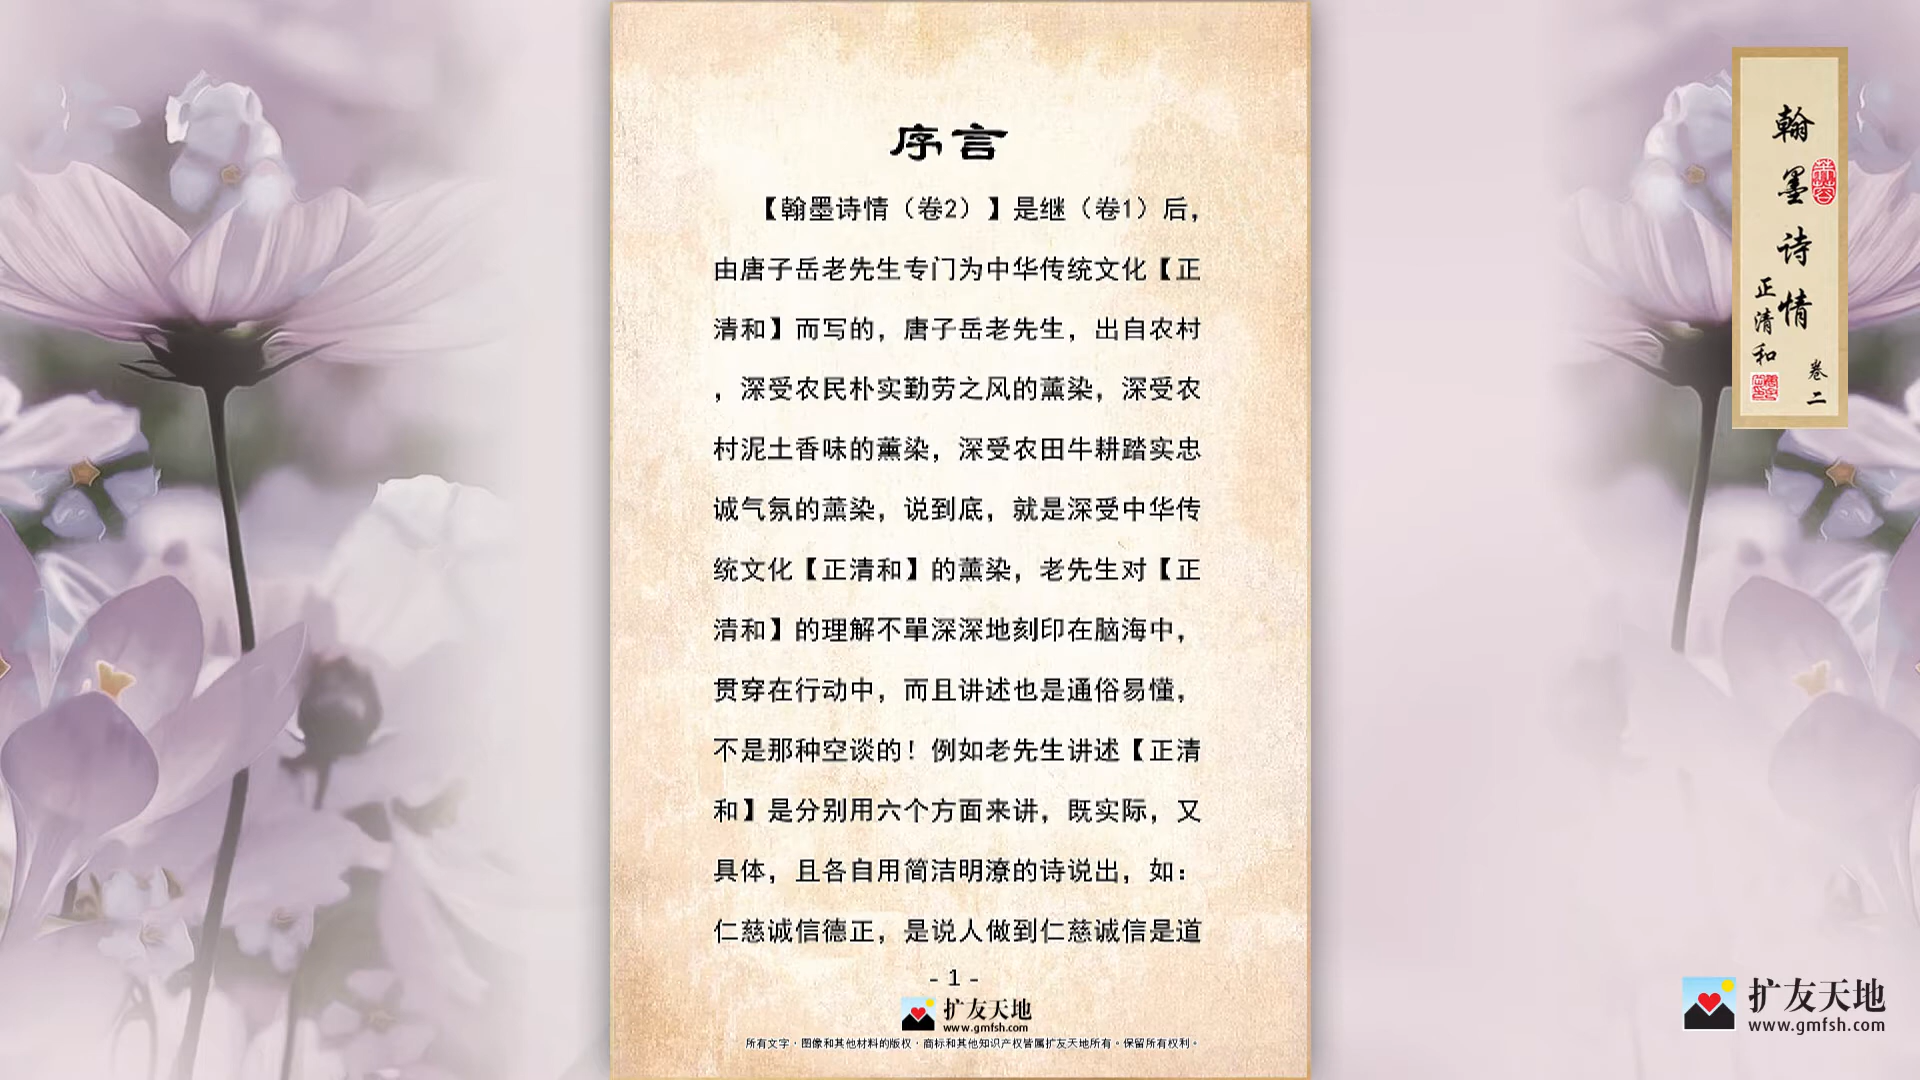 序言
【翰墨诗情（卷2）】是继（卷1）后，
由唐子岳老先生专门为中华传统文化【正
清和】而写的，唐子岳老先生，出自农村
，深受农民朴实勤劳之风的薰染，深受农
村泥土香味的薰染，深受农田牛耕踏实忠
诚气氛的薰染，说到底，就是深受中华传
统文化【正清和】的薰染，老先生对【正
清和】的理解不單深深地刻印在脑海中，
贯穿在行动中，而且讲述也是通俗易懂，
不是那种空谈的！例如老先生讲述【正清
和】是分别用六个方面来讲，既实际，又
具体，且各自用简洁明潦的诗说出，如：
仁慈诚信德正，是说人做到仁慈诚信是道
- 1 -
扩友天地
www.gmfsh.com
所有文字·图像和其他材料的版权·商标和其他知识产权皆属扩友天地所有。保留所有权利。
翰墨诗情
卷二
正清和
扩友天地
www.gmfsh.com